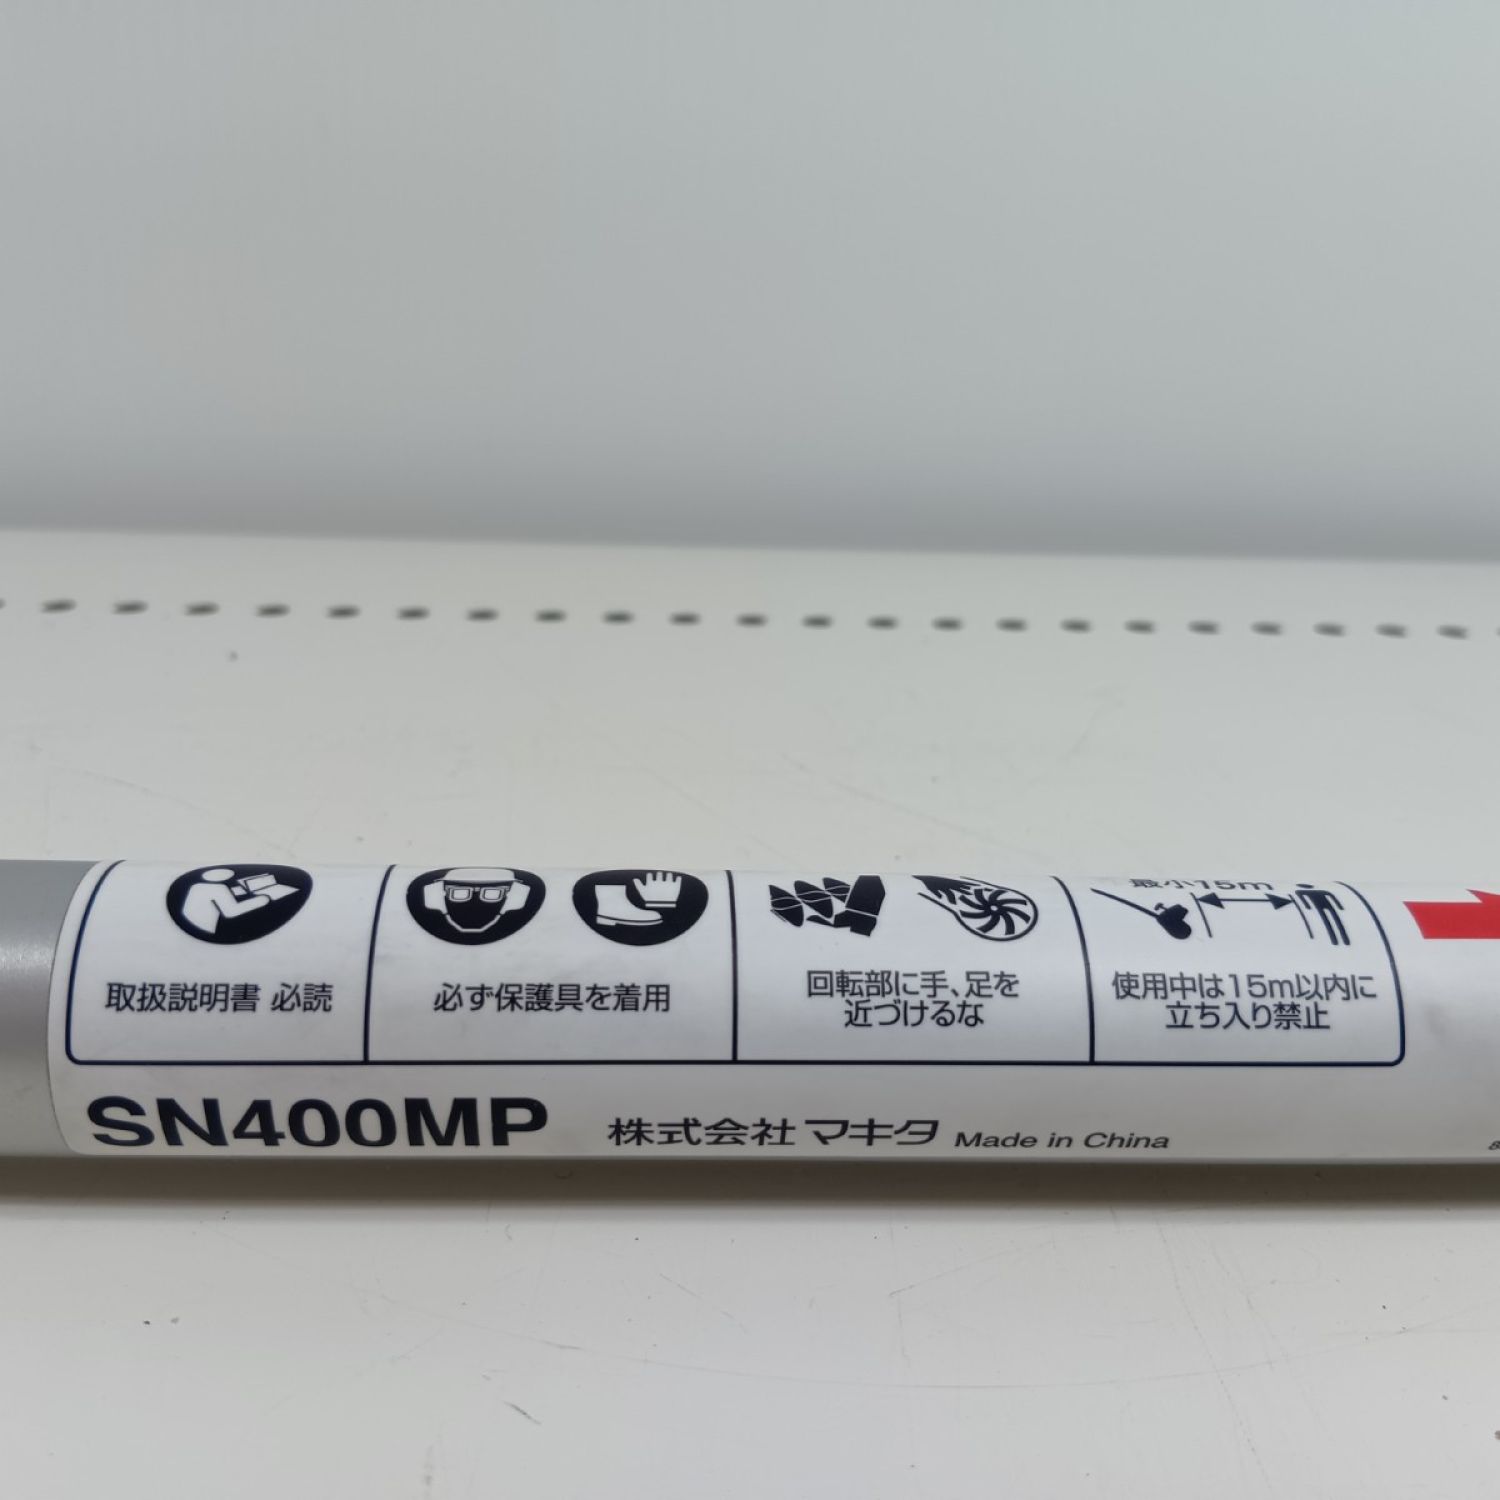 最小15m
取扱説明書 必読
必ず保護具を着用
回転部に手、足を
近づけるな
使用中は15m以内に
立ち入り禁止
SN400MP 株式会社マキタ Made in China